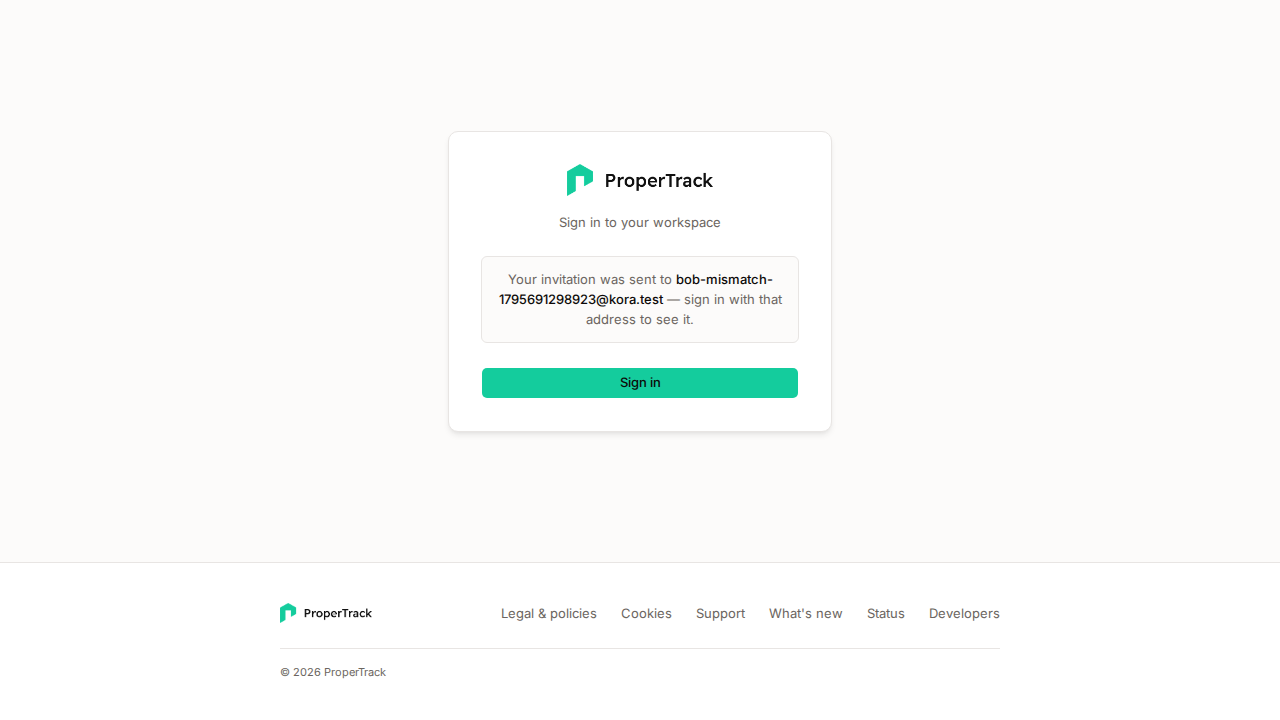 ProperTrack
Sign in to your workspace
Your invitation was sent to bob-mismatch-
1795691298923@kora.test — sign in with that
address to see it.
Sign in
ProperTrack
Legal & policies
Cookies
Support
What's new
Status
Developers
© 2026 ProperTrack